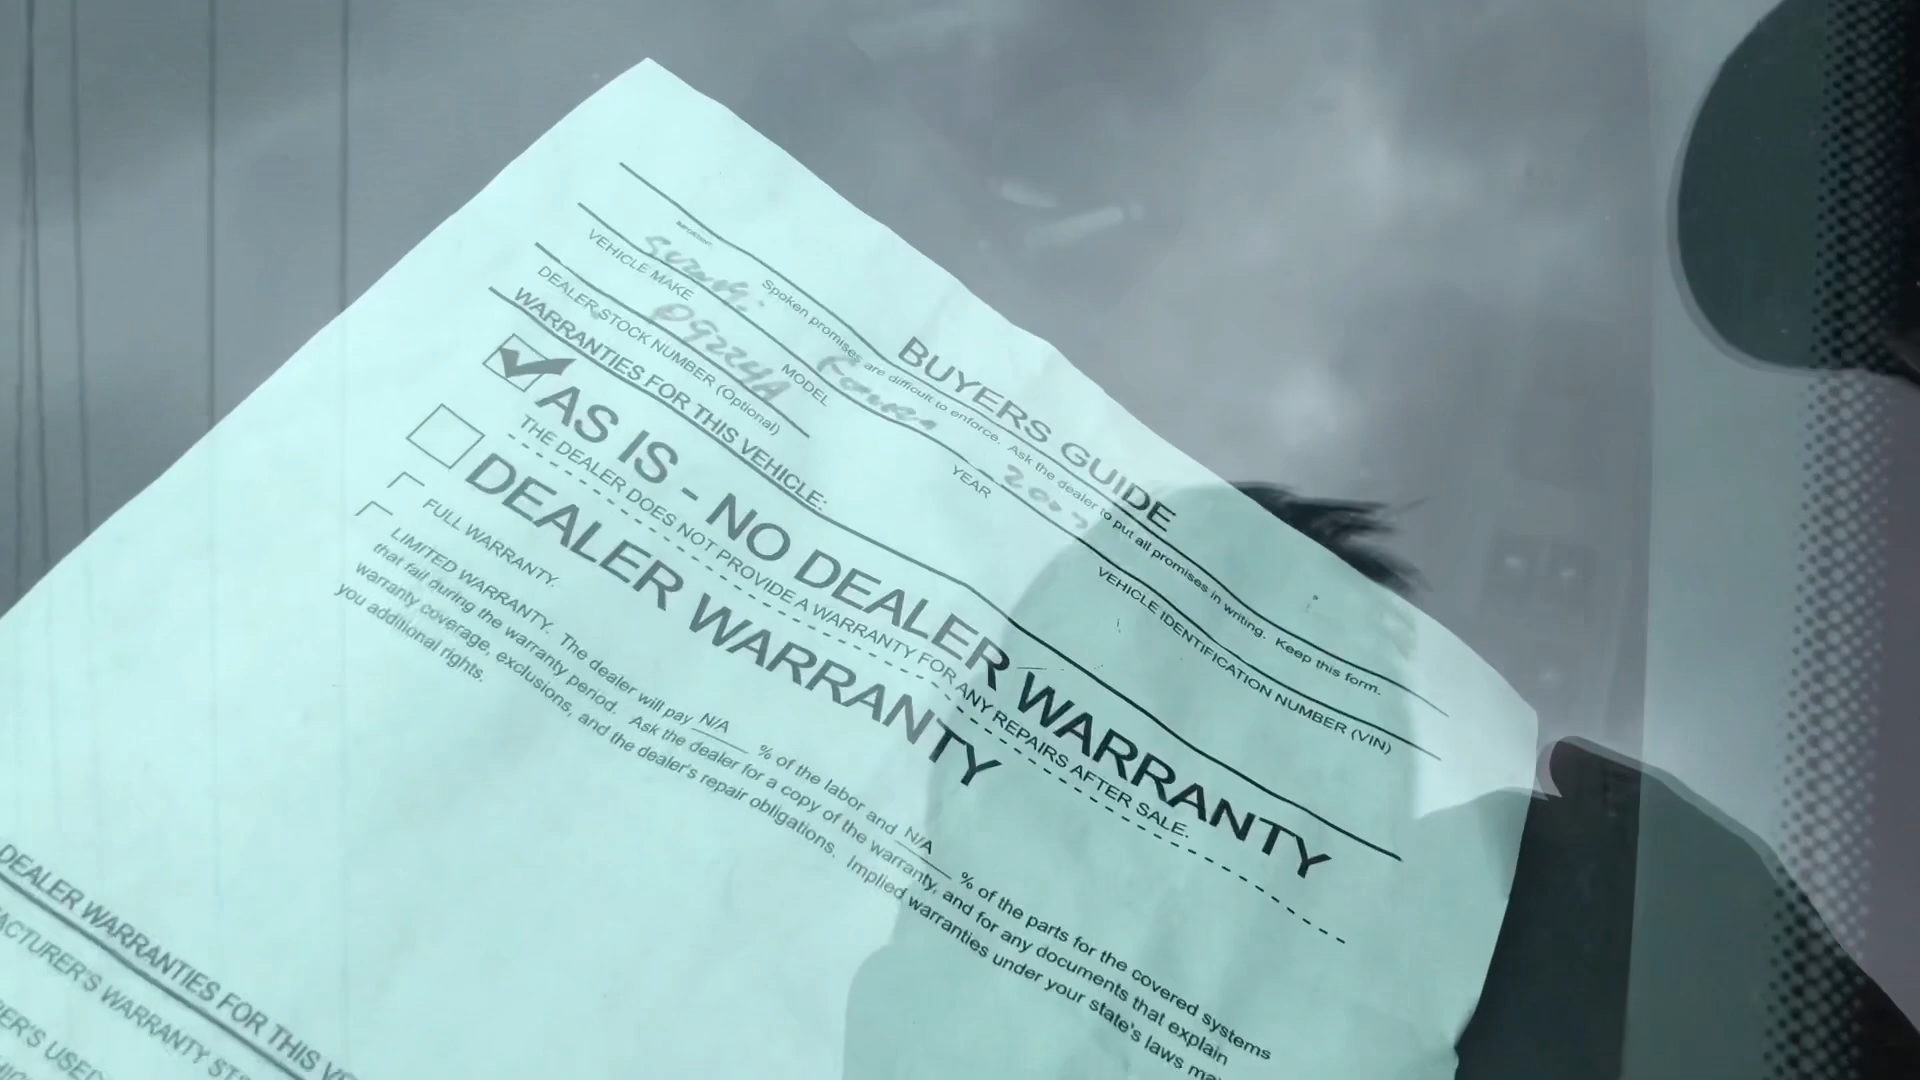 BUYERS GUIDE
Spoken promises are difficult to enforce. Ask the dealer to put all promises in writing. Keep this form.
Suzuki 2007
VEHICLE MAKE MODEL YEAR VEHICLE IDENTIFICATION NUMBER (VIN)
09224A
DEALER STOCK NUMBER (Optional)
WARRANTIES FOR THIS VEHICLE:
AS IS - NO DEALER WARRANTY
THE DEALER DOES NOT PROVIDE A WARRANTY FOR ANY REPAIRS AFTER SALE.
DEALER WARRANTY
FULL WARRANTY.
LIMITED WARRANTY. The dealer will pay N/A % of the labor and N/A % of the parts for the covered systems
that fail during the warranty period. Ask the dealer for a copy of the warranty, and for any documents that explain
warranty coverage, exclusions, and the dealer's repair obligations. Implied warranties under your state's laws
you additional rights.
DEALER WARRANTIES FOR THIS
WARRANTY
USED